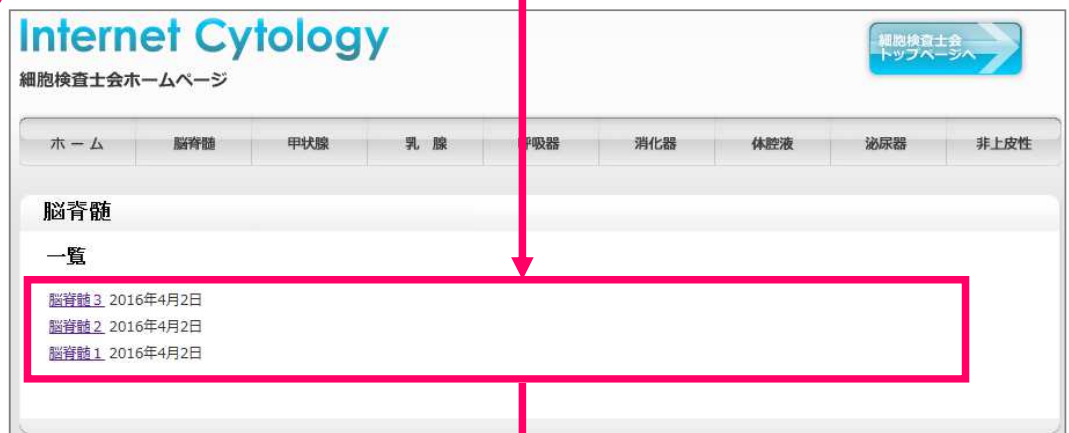 Internet Cytology
細胞検査士会
トップページへ
細胞検査士会ホームページ
ホーム 脳脊髄 甲状腺 乳 腺 呼吸器 消化器 体腔液 泌尿器 非上皮性
脳脊髄
一覧
脳脊髄3 2016年4月2日
脳脊髄2 2016年4月2日
脳脊髄1 2016年4月2日